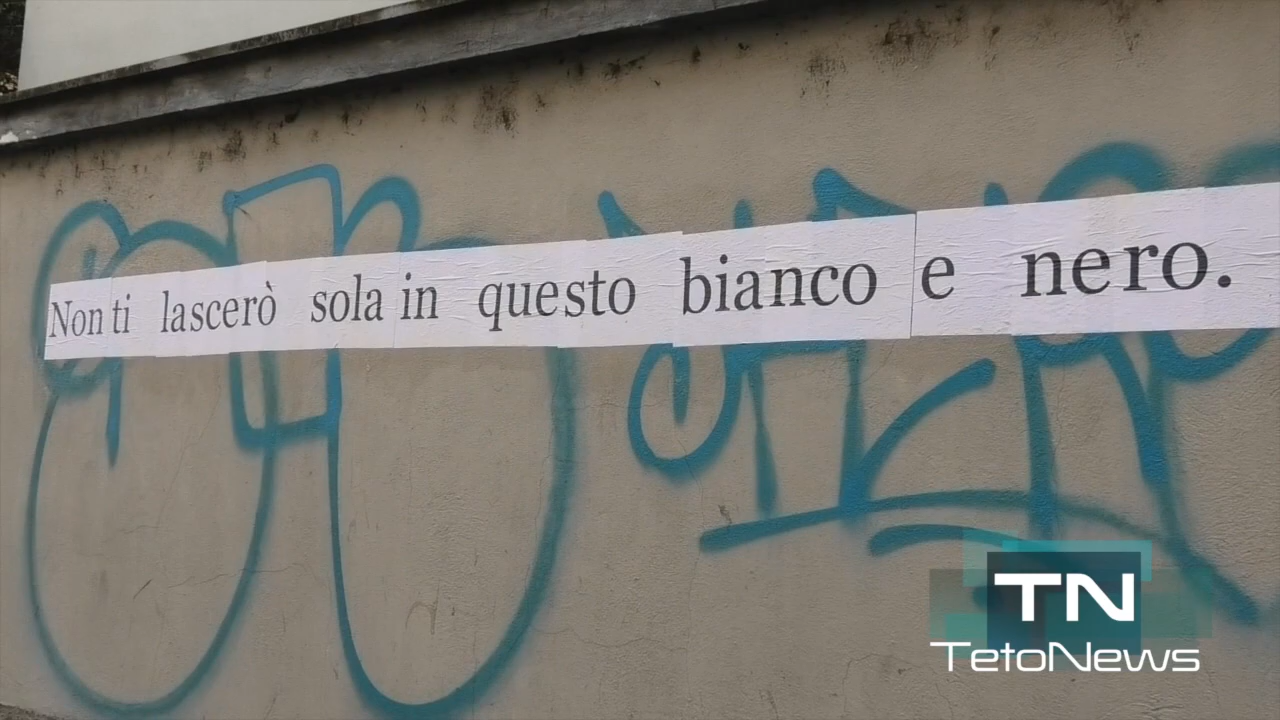 Non ti lascerò sola in questo bianco e nero.
TN
TetoNews